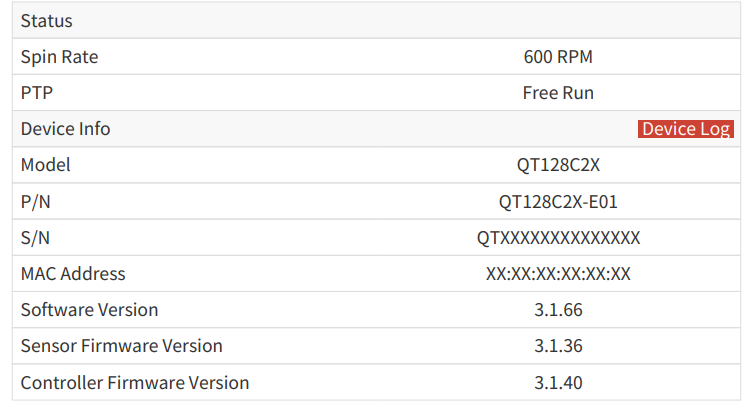 Status
Spin Rate 600 RPM
PTP Free Run
Device Info Device Log
Model QT128C2X
P/N QT128C2X-E01
S/N QTXXXXXXXXXXXXXX
MAC Address XX:XX:XX:XX:XX:XX
Software Version 3.1.66
Sensor Firmware Version 3.1.36
Controller Firmware Version 3.1.40